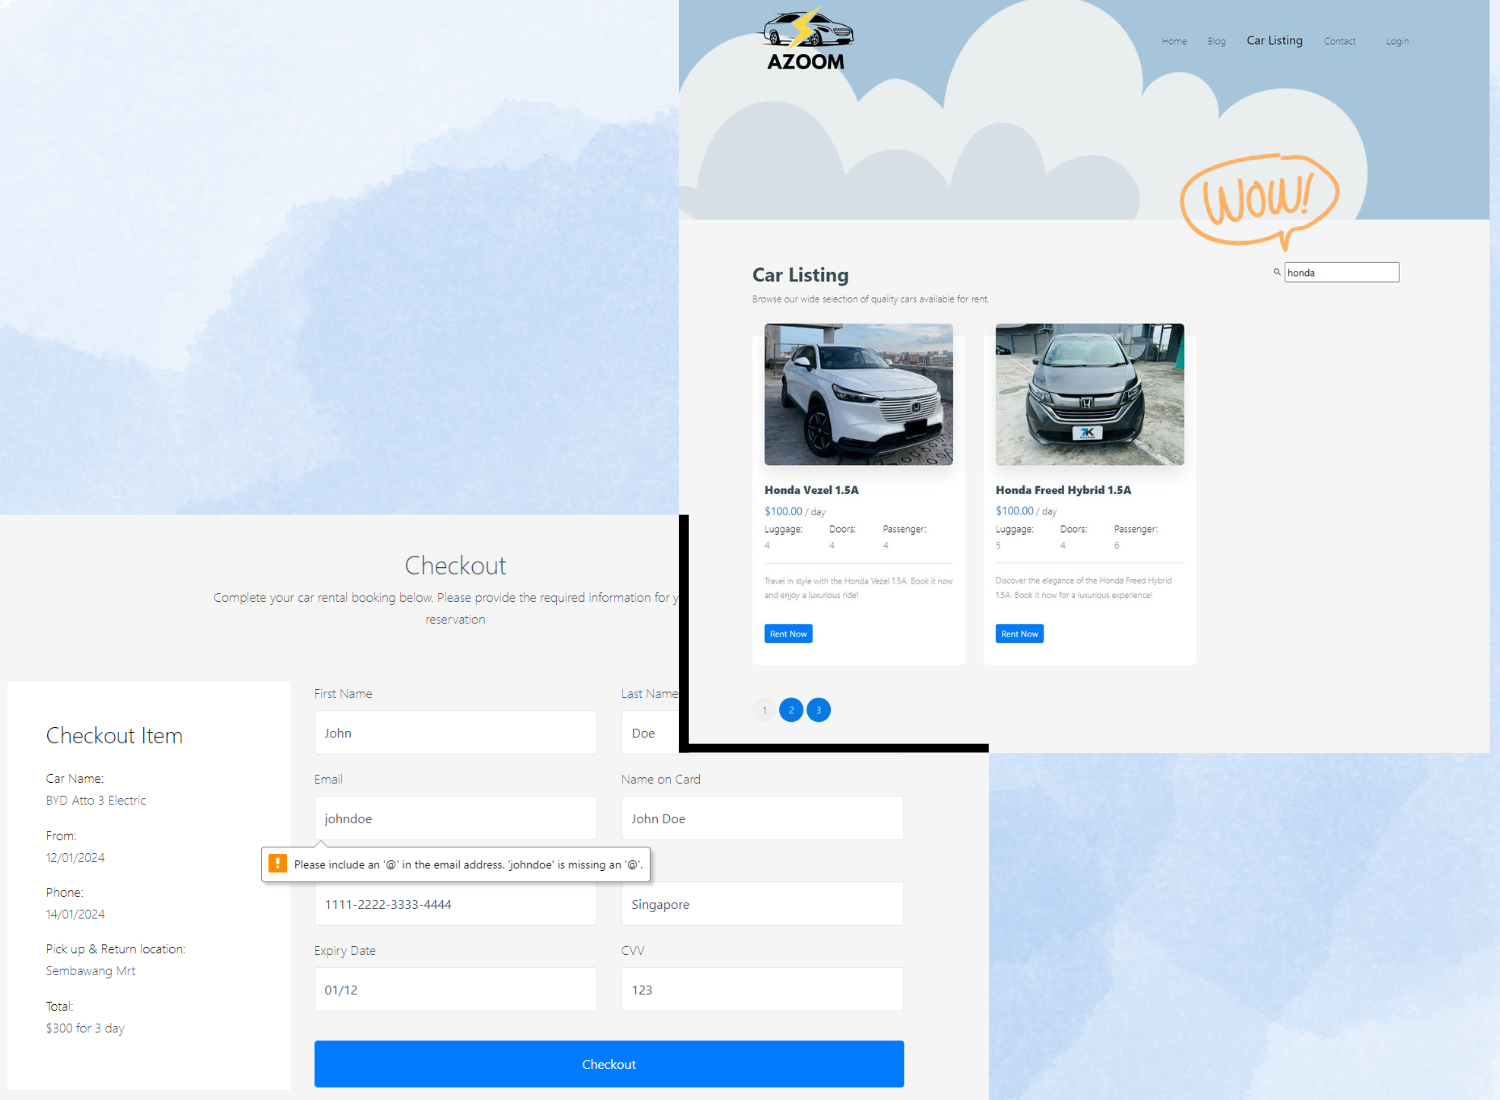 AZOOM
Home Blog Car Listing Contact Login
WOW!
Car Listing
honda
Browse our wide selection of quality cars available for rent.
Honda Vezel 1.5A
$100.00 / day
Luggage: Doors: Passenger:
4 4 4
Travel in style with the Honda Vezel 1.5A. Book it now
and enjoy a luxurious ride!
Rent Now
Honda Freed Hybrid 1.5A
$100.00 / day
Luggage: Doors: Passenger:
5 4 6
Discover the elegance of the Honda Freed Hybrid
1.5A. Book it now for a luxurious experience!
Rent Now
1 2 3
Checkout
Complete your car rental booking below. Please provide the required information for y
reservation
Checkout Item
Car Name:
BYD Atto 3 Electric
From:
12/01/2024
Phone:
14/01/2024
Pick up & Return location:
Sembawang Mrt
Total:
$300 for 3 day
First Name
John
Last Name
Doe
Email
johndoe
Name on Card
John Doe
! Please include an '@' in the email address. 'johndoe' is missing an '@'.
1111-2222-3333-4444
Singapore
Expiry Date
01/12
CVV
123
Checkout